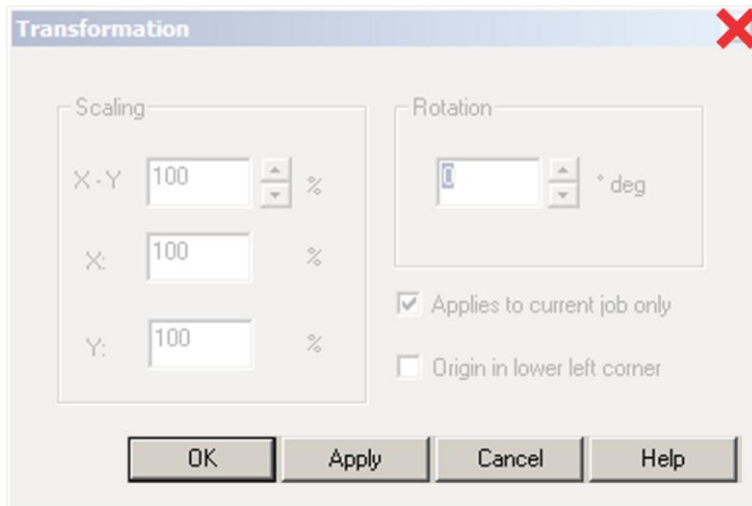 Transformation
Scaling
X - Y 100 %
X: 100 %
Y: 100 %
Rotation
0 ° deg
Applies to current job only
Origin in lower left corner
OK Apply Cancel Help